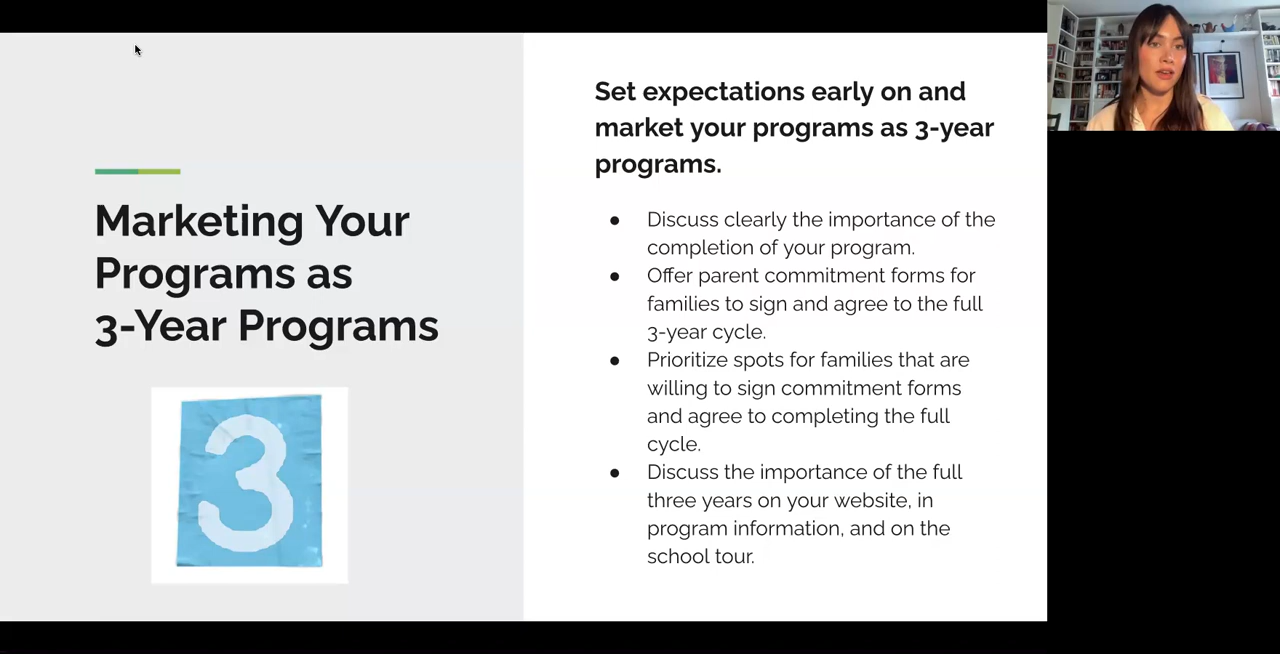 Marketing Your
Programs as
3-Year Programs
3
Set expectations early on and
market your programs as 3-year
programs.
● Discuss clearly the importance of the
completion of your program.
● Offer parent commitment forms for
families to sign and agree to the full
3-year cycle.
● Prioritize spots for families that are
willing to sign commitment forms
and agree to completing the full
cycle.
● Discuss the importance of the full
three years on your website, in
program information, and on the
school tour.